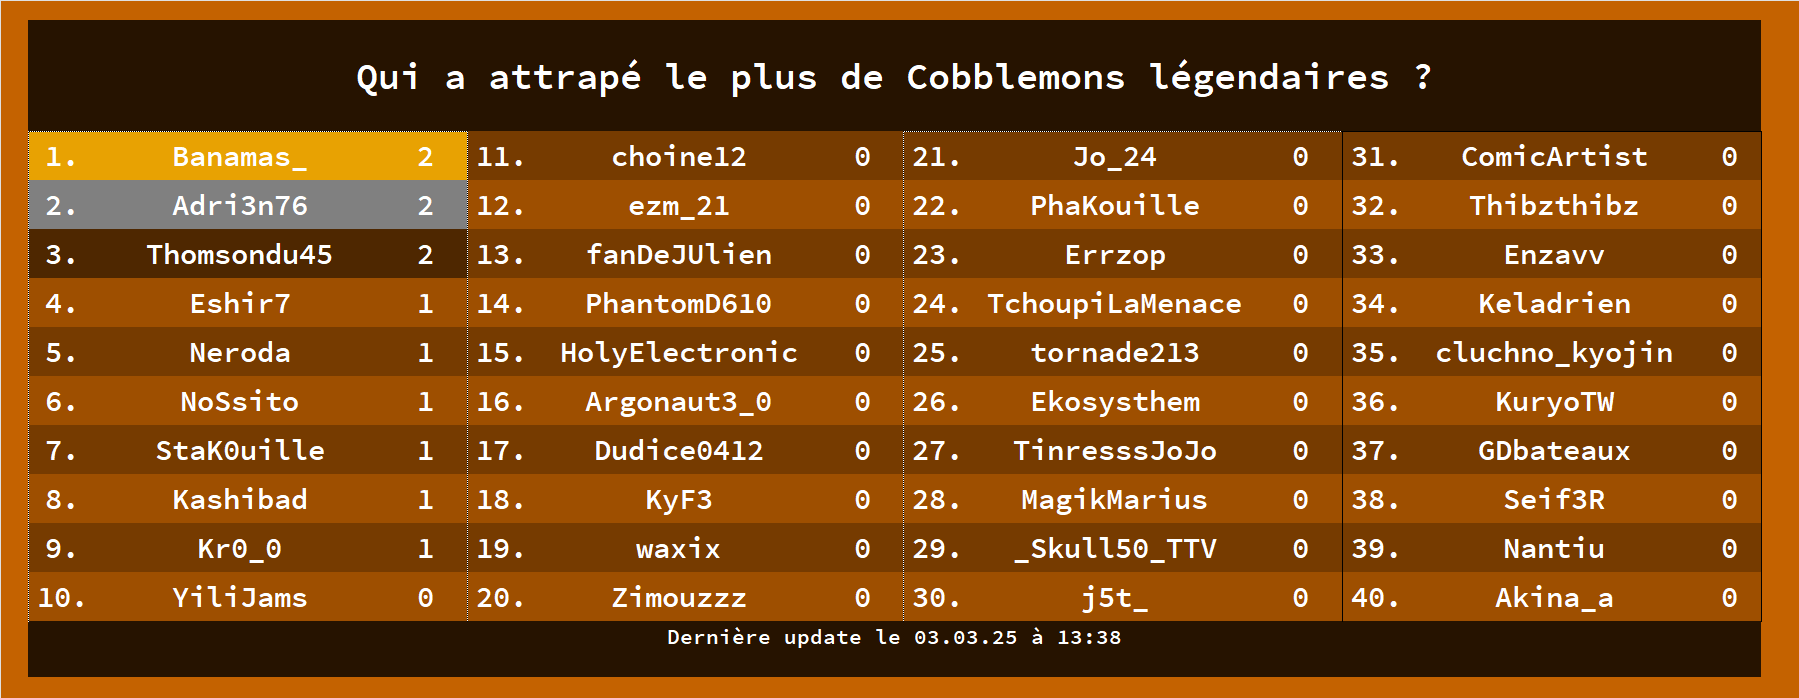 Qui a attrapé le plus de Cobblemons légendaires ?
1. Banamas_ 2 11. choine12 0 21. Jo_24 0 31. ComicArtist 0
2. Adri3n76 2 12. ezm_21 0 22. PhaKouille 0 32. Thibzthibz 0
3. Thomsondu45 2 13. fanDeJUlien 0 23. Errzop 0 33. Enzavv 0
4. Eshir7 1 14. PhantomD610 0 24. TchoupiLaMenace 0 34. Keladrien 0
5. Neroda 1 15. HolyElectronic 0 25. tornade213 0 35. cluchno_kyojin 0
6. NoSsito 1 16. Argonaut3_0 0 26. Ekosysthem 0 36. KuryoTW 0
7. StaK0uille 1 17. Dudice0412 0 27. TinresssJoJo 0 37. GDbateaux 0
8. Kashibad 1 18. KyF3 0 28. MagikMarius 0 38. Seif3R 0
9. Kr0_0 1 19. waxix 0 29. _Skull50_TTV 0 39. Nantiu 0
10. YiliJams 0 20. Zimouzzz 0 30. j5t_ 0 40. Akina_a 0
Dernière update le 03.03.25 à 13:38